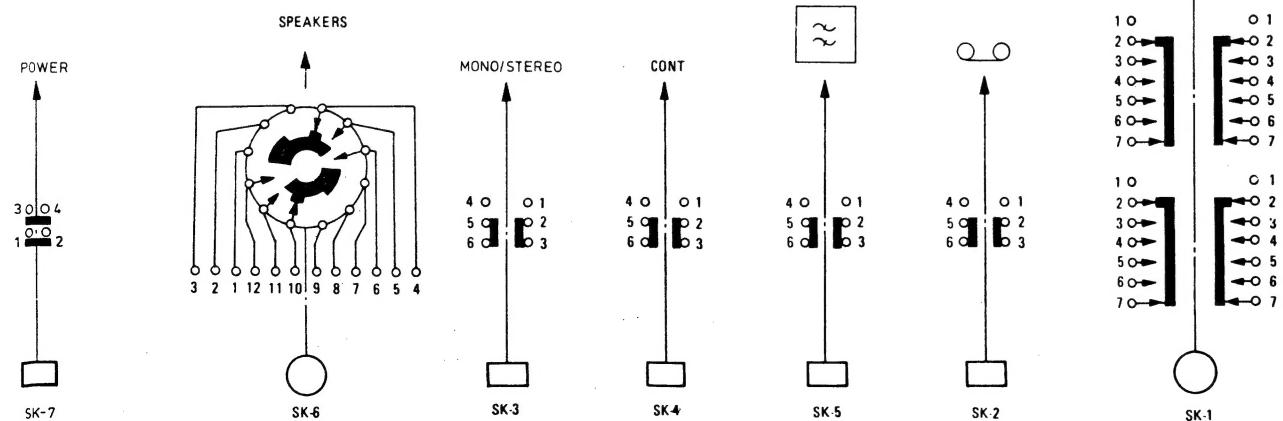 SPEAKERS
POWER
MONO/STEREO
CONT
1 1
2 2
3 3
4 4
5 5
6 6
7 7
1 1
2 2
3 3
4 4
5 5
6 6
7 7
3 4
1 2
3 2 1 12 11 10 9 8 7 6 5 4
4 1
5 2
6 3
4 1
5 2
6 3
4 1
5 2
6 3
4 1
5 2
6 3
SK-7
SK-6
SK-3
SK-4
SK-5
SK-2
SK-1